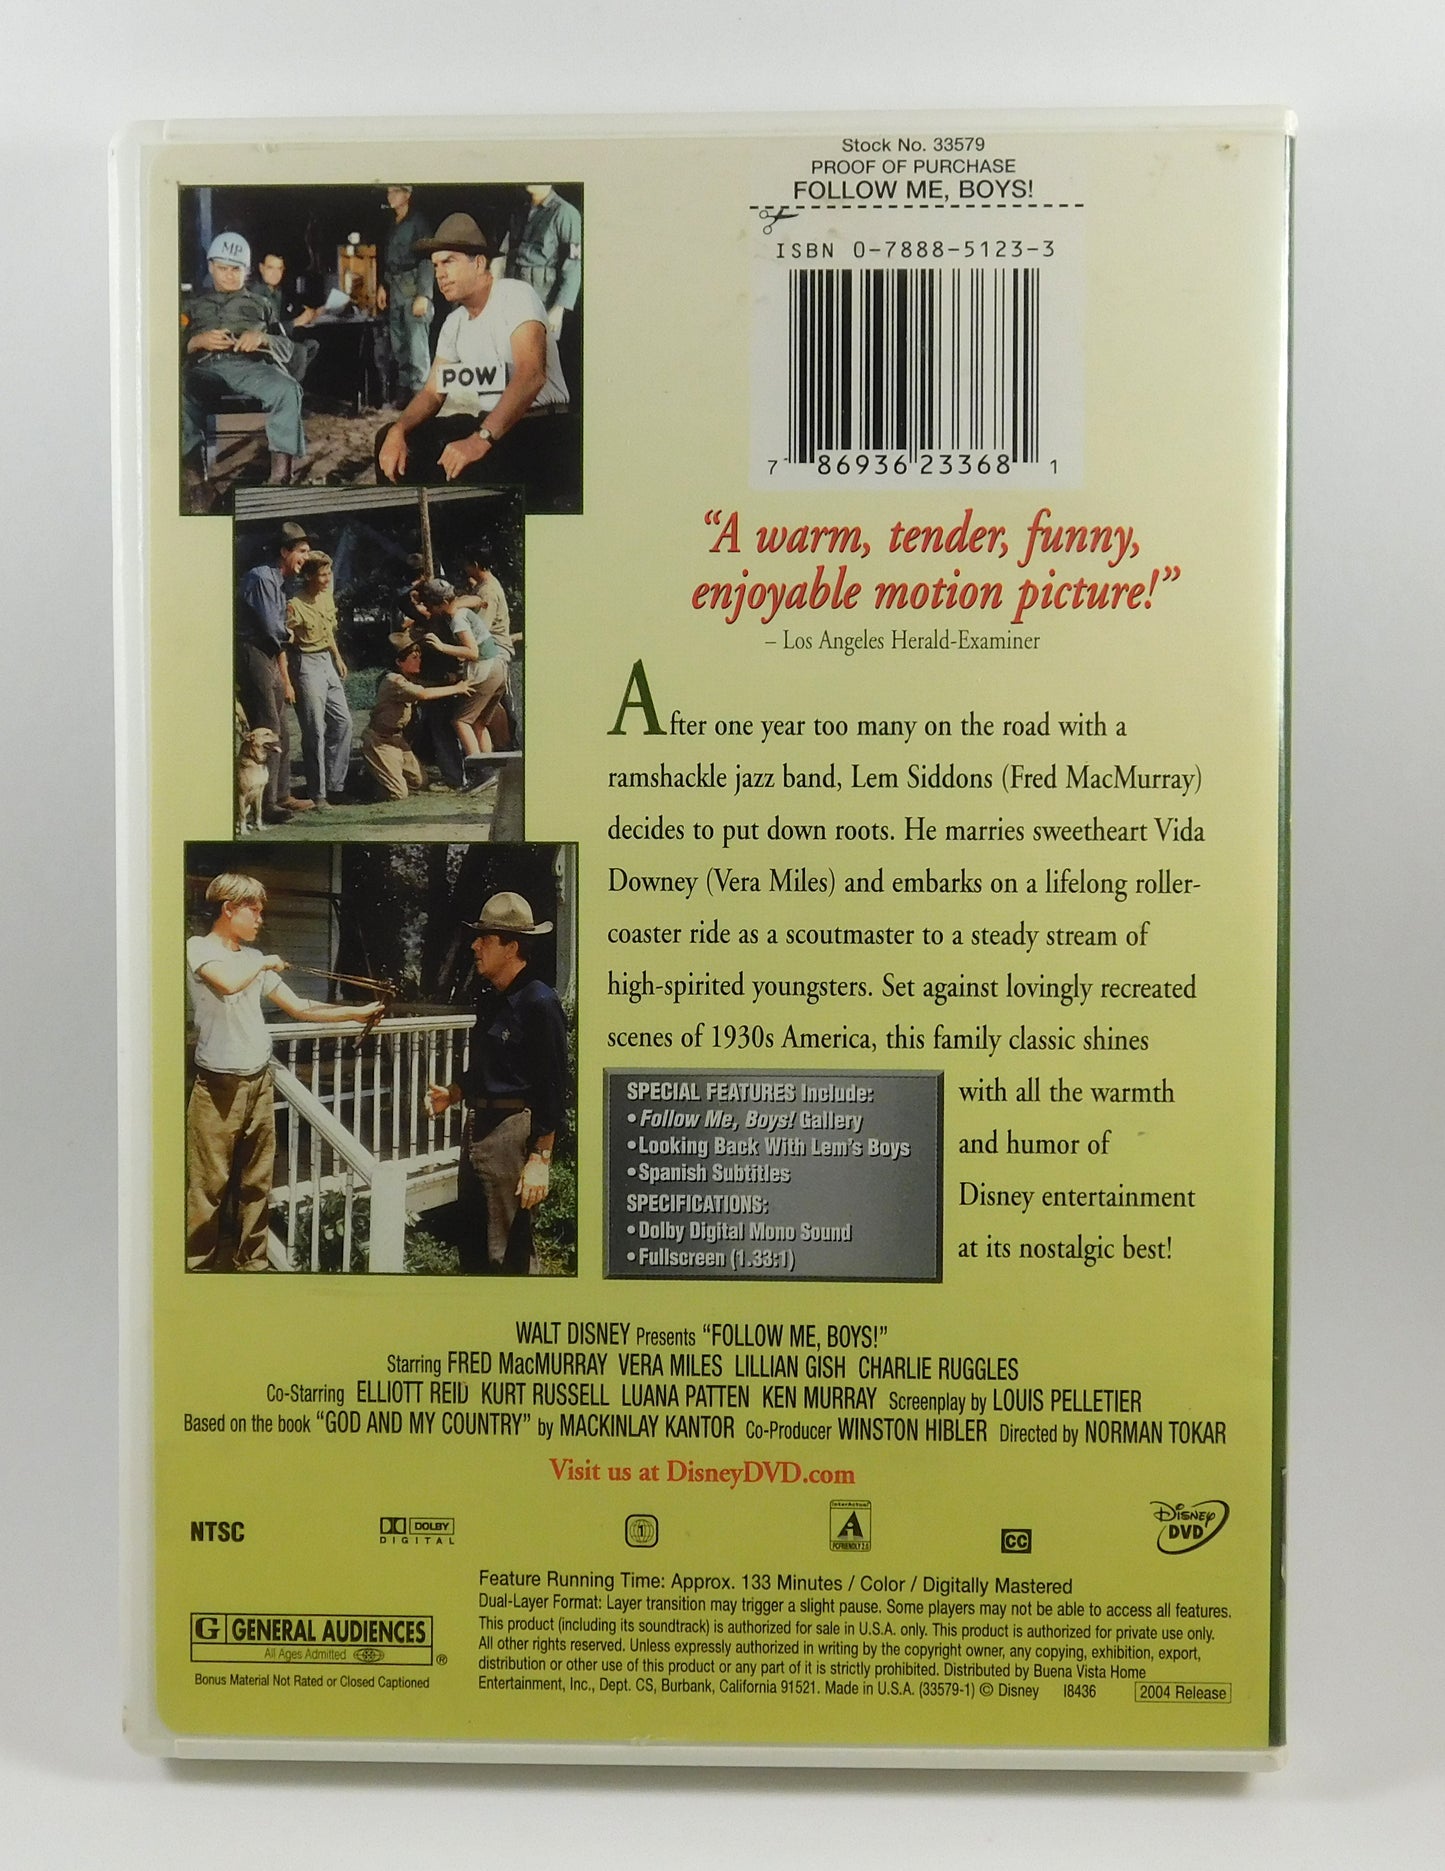 Stock No. 33579
PROOF OF PURCHASE
FOLLOW ME, BOYS!
ISBN 0-7888-5123-3
7 86936 23368 1
MP
POW
“A warm, tender, funny,
enjoyable motion picture!”
– Los Angeles Herald-Examiner
After one year too many on the road with a
ramshackle jazz band, Lem Siddons (Fred MacMurray)
decides to put down roots. He marries sweetheart Vida
Downey (Vera Miles) and embarks on a lifelong roller-
coaster ride as a scoutmaster to a steady stream of
high-spirited youngsters. Set against lovingly recreated
scenes of 1930s America, this family classic shines
with all the warmth
and humor of
Disney entertainment
at its nostalgic best!
SPECIAL FEATURES Include:
• Follow Me, Boys! Gallery
• Looking Back With Lem's Boys
• Spanish Subtitles
SPECIFICATIONS:
• Dolby Digital Mono Sound
• Fullscreen (1.33:1)
WALT DISNEY Presents “FOLLOW ME, BOYS!”
Starring FRED MacMURRAY VERA MILES LILLIAN GISH CHARLIE RUGGLES
Co-Starring ELLIOTT REID KURT RUSSELL LUANA PATTEN KEN MURRAY Screenplay by LOUIS PELLETIER
Based on the book “GOD AND MY COUNTRY” by MACKINLAY KANTOR Co-Producer WINSTON HIBLER Directed by NORMAN TOKAR
Visit us at DisneyDVD.com
NTSC
DOLBY
DIGITAL
1
InterActual
PCFRIENDLY 2.0
CC
Disney
DVD
Feature Running Time: Approx. 133 Minutes / Color / Digitally Mastered
Dual-Layer Format: Layer transition may trigger a slight pause. Some players may not be able to access all features.
This product (including its soundtrack) is authorized for sale in U.S.A. only. This product is authorized for private use only.
All other rights reserved. Unless expressly authorized in writing by the copyright owner, any copying, exhibition, export,
distribution or other use of this product or any part of it is strictly prohibited. Distributed by Buena Vista Home
Entertainment, Inc., Dept. CS, Burbank, California 91521. Made in U.S.A. (33579-1) © Disney I8436 2004 Release
G GENERAL AUDIENCES
All Ages Admitted ®
Bonus Material Not Rated or Closed Captioned